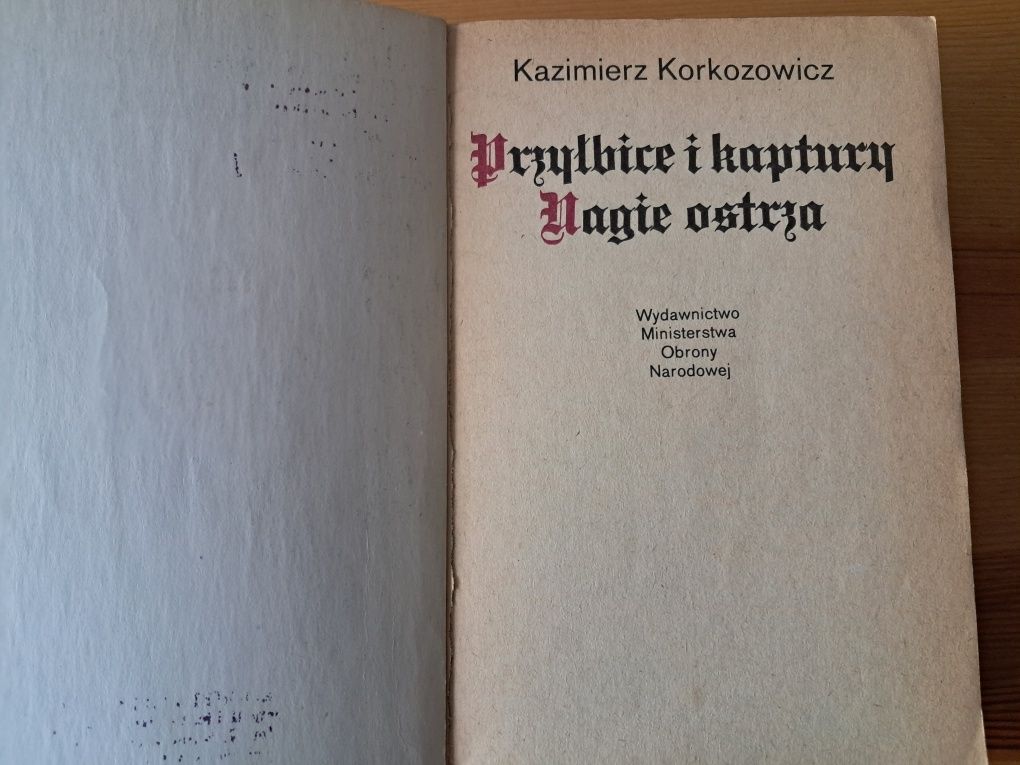 Kazimierz Korkozowicz
Przyłbice i kaptury
Nagie ostrza
Wydawnictwo
Ministerstwa
Obrony
Narodowej